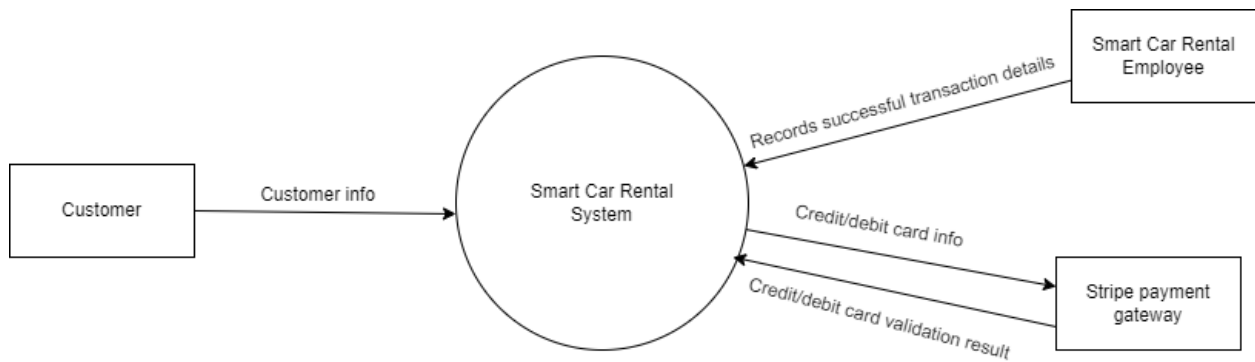 Smart Car Rental
Employee
Records successful transaction details
Customer
Customer info
Smart Car Rental
System
Credit/debit card info
Credit/debit card validation result
Stripe payment
gateway